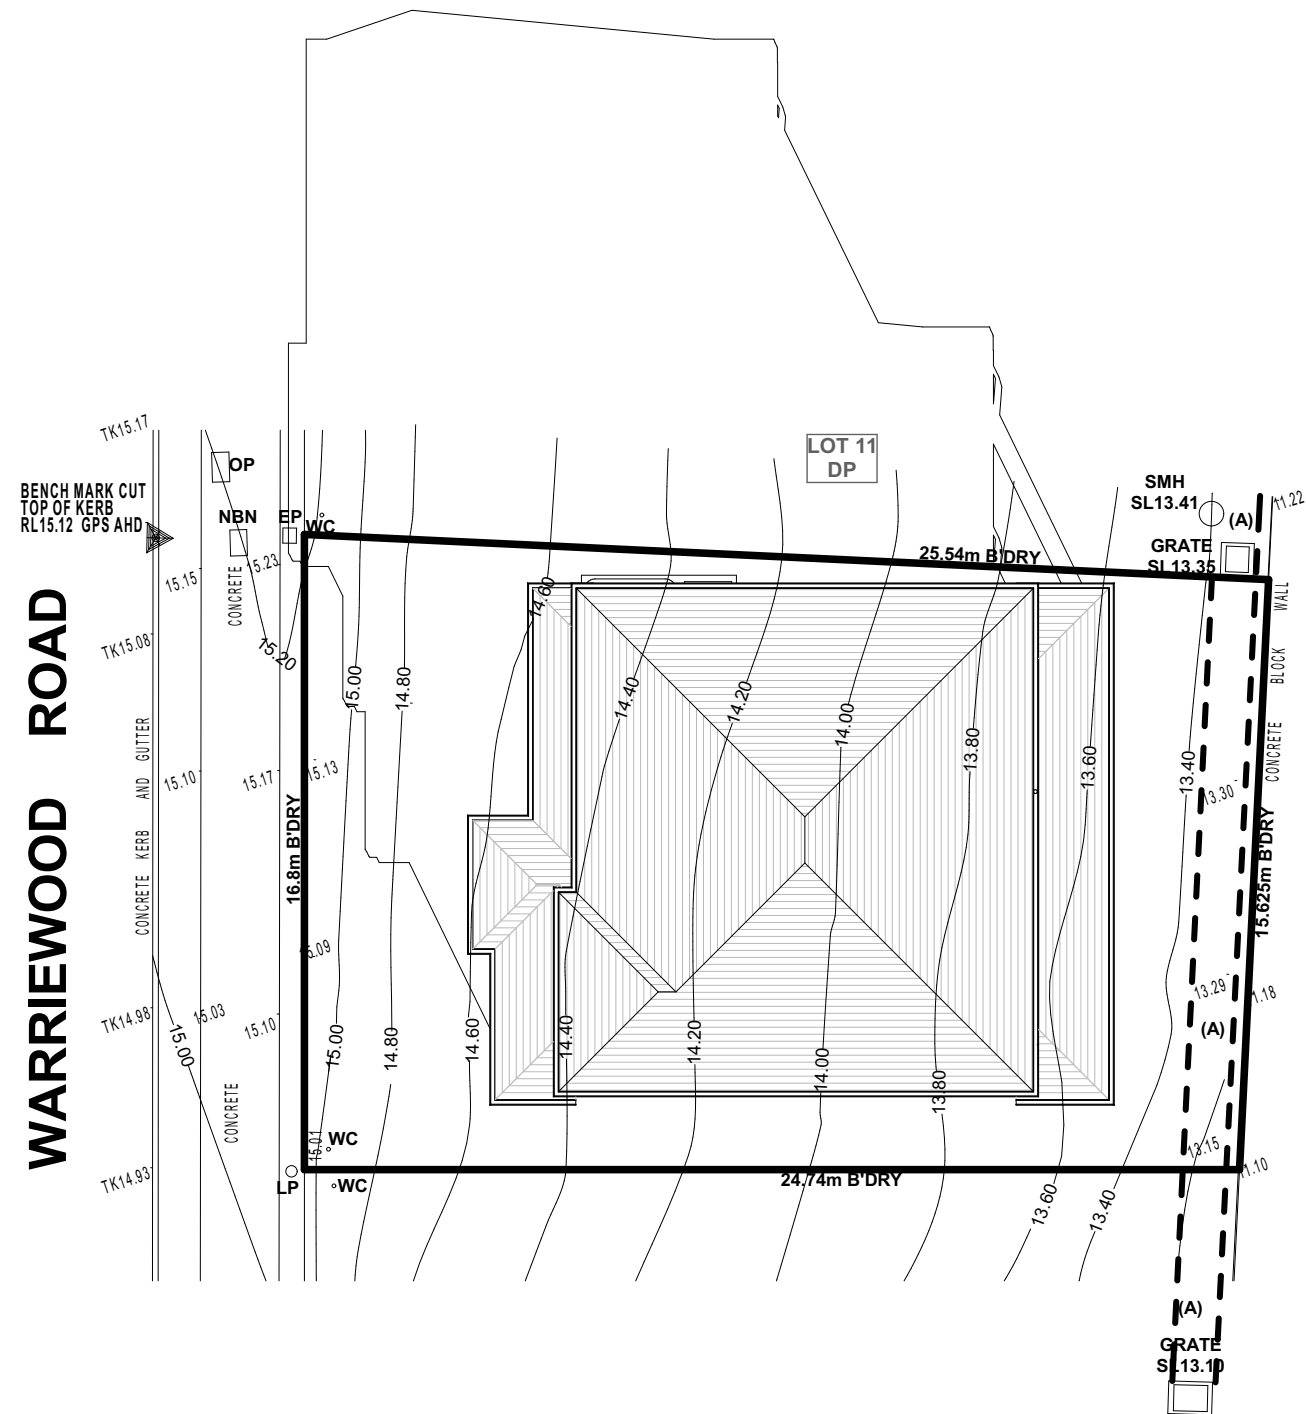 TK15.17
LOT 11
DP
OP
BENCH MARK CUT
TOP OF KERB
RL15.12 GPS AHD
SMH
SL13.41
11.22
(A)
NBN
EP
WC
GRATE
SL13.35
25.54m B'DRY
15.23
15.15
CONCRETE
14.60
WALL
TK15.08
15.20
BLOCK
15.00
14.80
14.40
14.20
14.00
13.80
13.60
13.40
CONCRETE
WARRIEWOOD ROAD
CONCRETE KERB AND GUTTER
15.10
15.17
15.13
13.30
16.8m B'DRY
15.625m B'DRY
15.09
13.29
1.18
TK14.98
15.03
15.10
(A)
15.00
15.00
14.80
14.60
14.40
14.20
14.00
13.80
CONCRETE
15.01
WC
13.15
TK14.93
LP
WC
24.74m B'DRY
11.10
13.60
13.40
(A)
GRATE
SL13.10